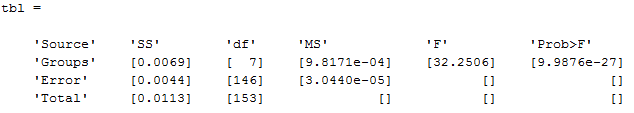 tbl =
'Source' 'SS' 'df' 'MS' 'F' 'Prob>F'
'Groups' [0.0069] [ 7] [9.8171e-04] [32.2506] [9.9876e-27]
'Error' [0.0044] [146] [3.0440e-05] [] []
'Total' [0.0113] [153] [] [] []